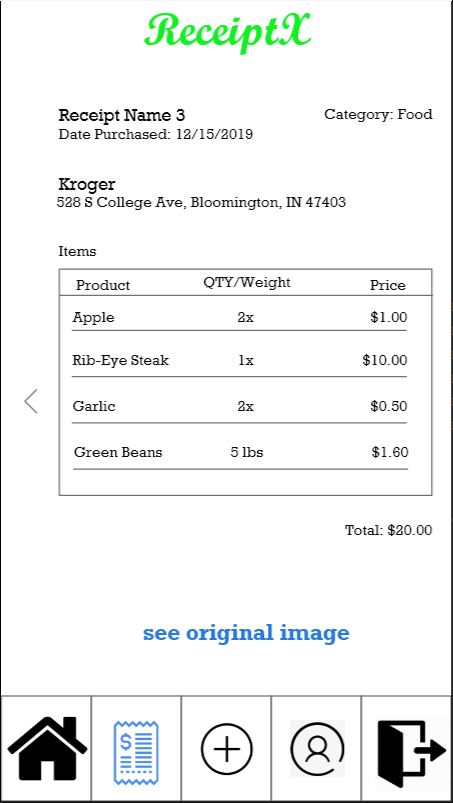 ReceiptX
Receipt Name 3
Category: Food
Date Purchased: 12/15/2019
Kroger
528 S College Ave, Bloomington, IN 47403
Items
Product QTY/Weight Price
Apple 2x $1.00
Rib-Eye Steak 1x $10.00
Garlic 2x $0.50
Green Beans 5 lbs $1.60
Total: $20.00
see original image
$